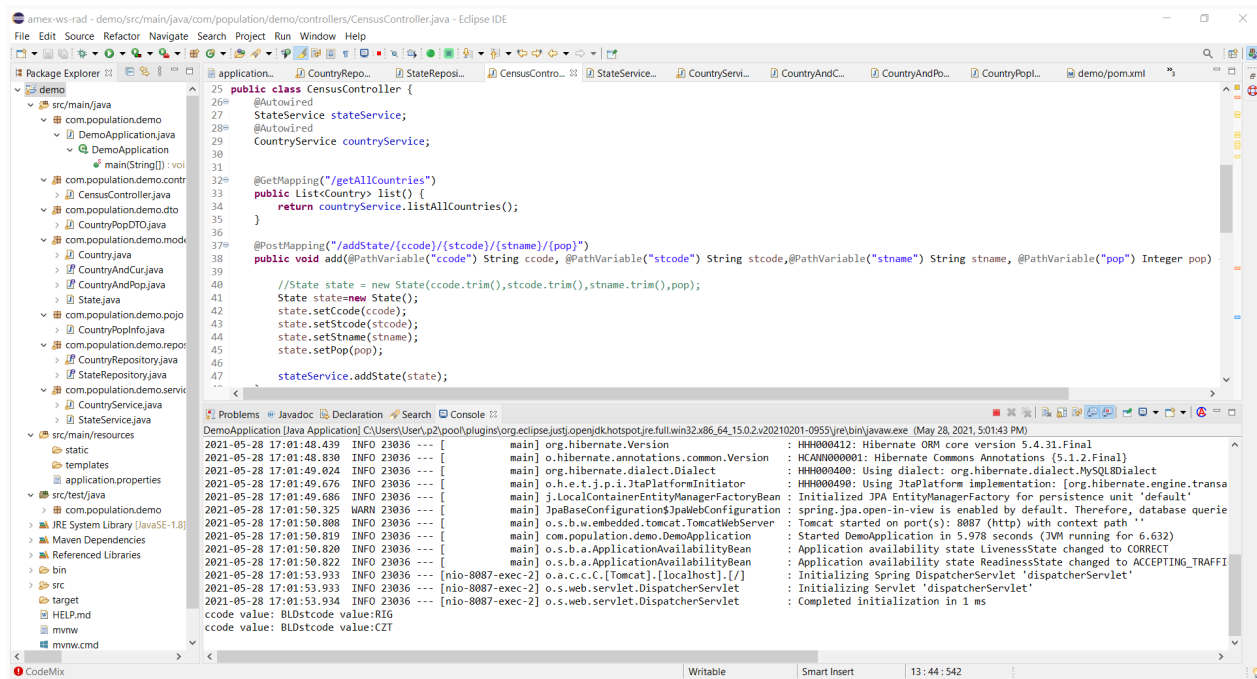 amex-ws-rad - demo/src/main/java/com/population/demo/controllers/CensusController.java - Eclipse IDE
File Edit Source Refactor Navigate Search Project Run Window Help
Package Explorer
application...
CountryRepo...
StateReposi...
CensusContro...
StateService...
CountryServi...
CountryAndC...
CountryAndPo...
CountryPopI...
demo/pom.xml
demo
src/main/java
com.population.demo
DemoApplication.java
DemoApplication
main(String[]) : voi
com.population.demo.contr
CensusController.java
com.population.demo.dto
CountryPopDTO.java
com.population.demo.mode
Country.java
CountryAndCur.java
CountryAndPop.java
State.java
com.population.demo.pojo
CountryPopInfo.java
com.population.demo.repos
CountryRepository.java
StateRepository.java
com.population.demo.servic
CountryService.java
StateService.java
src/main/resources
static
templates
application.properties
src/test/java
com.population.demo
JRE System Library [JavaSE-1.8]
Maven Dependencies
Referenced Libraries
bin
src
target
HELP.md
mvnw
mvnw.cmd
25 public class CensusController {
26 @Autowired
27 StateService stateService;
28 @Autowired
29 CountryService countryService;
30
31
32 @GetMapping("/getAllCountries")
33 public List<Country> list() {
34 return countryService.listAllCountries();
35 }
36
37 @PostMapping("/addState/{ccode}/{stcode}/{stname}/{pop}")
38 public void add(@PathVariable("ccode") String ccode, @PathVariable("stcode") String stcode,@PathVariable("stname") String stname, @PathVariable("pop") Integer pop)
39
40 //State state = new State(ccode.trim(),stcode.trim(),stname.trim(),pop);
41 State state=new State();
42 state.setCcode(ccode);
43 state.setStcode(stcode);
44 state.setStname(stname);
45 state.setPop(pop);
46
47 stateService.addState(state);
Problems Javadoc Declaration Search Console
DemoApplication [Java Application] C:\Users\User\.p2\pool\plugins\org.eclipse.justj.openjdk.hotspot.jre.full.win32.x86_64_15.0.2.v20210201-0955\jre\bin\javaw.exe (May 28, 2021, 5:01:43 PM)
2021-05-28 17:01:48.439 INFO 23036 --- [ main] org.hibernate.Version : HHH000412: Hibernate ORM core version 5.4.31.Final
2021-05-28 17:01:48.830 INFO 23036 --- [ main] o.hibernate.annotations.common.Version : HCANN000001: Hibernate Commons Annotations {5.1.2.Final}
2021-05-28 17:01:49.024 INFO 23036 --- [ main] org.hibernate.dialect.Dialect : HHH000400: Using dialect: org.hibernate.dialect.MySQL8Dialect
2021-05-28 17:01:49.676 INFO 23036 --- [ main] o.h.e.t.j.p.i.JtaPlatformInitiator : HHH000490: Using JtaPlatform implementation: [org.hibernate.engine.transa
2021-05-28 17:01:49.686 INFO 23036 --- [ main] j.LocalContainerEntityManagerFactoryBean : Initialized JPA EntityManagerFactory for persistence unit 'default'
2021-05-28 17:01:50.325 WARN 23036 --- [ main] JpaBaseConfiguration$JpaWebConfiguration : spring.jpa.open-in-view is enabled by default. Therefore, database querie
2021-05-28 17:01:50.808 INFO 23036 --- [ main] o.s.b.w.embedded.tomcat.TomcatWebServer : Tomcat started on port(s): 8087 (http) with context path ''
2021-05-28 17:01:50.819 INFO 23036 --- [ main] com.population.demo.DemoApplication : Started DemoApplication in 5.978 seconds (JVM running for 6.632)
2021-05-28 17:01:50.820 INFO 23036 --- [ main] o.s.b.a.ApplicationAvailabilityBean : Application availability state LivenessState changed to CORRECT
2021-05-28 17:01:50.822 INFO 23036 --- [ main] o.s.b.a.ApplicationAvailabilityBean : Application availability state ReadinessState changed to ACCEPTING_TRAFFI
2021-05-28 17:01:53.933 INFO 23036 --- [nio-8087-exec-2] o.a.c.c.C.[Tomcat].[localhost].[/] : Initializing Spring DispatcherServlet 'dispatcherServlet'
2021-05-28 17:01:53.933 INFO 23036 --- [nio-8087-exec-2] o.s.web.servlet.DispatcherServlet : Initializing Servlet 'dispatcherServlet'
2021-05-28 17:01:53.934 INFO 23036 --- [nio-8087-exec-2] o.s.web.servlet.DispatcherServlet : Completed initialization in 1 ms
ccode value: BLDstcode value:RIG
ccode value: BLDstcode value:CZT
CodeMix
Writable
Smart Insert
13 : 44 : 542